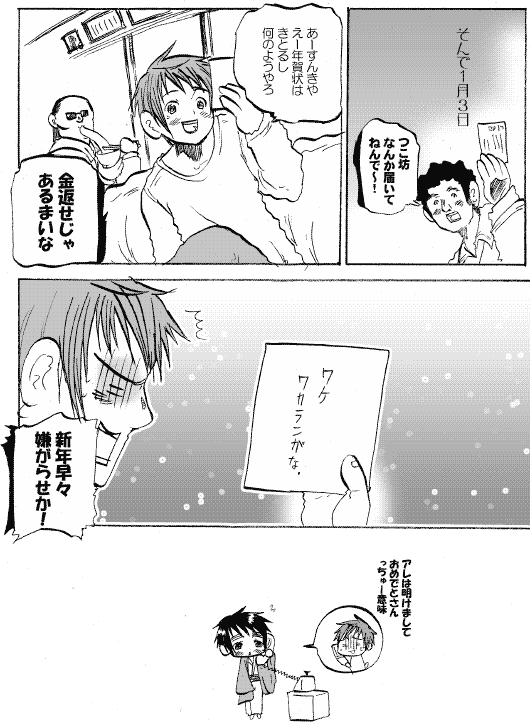 そんで1月3日
つこ坊
なんか届いて
ねんで〜!
あーすんきや
えー年賀状は
きとるし
何のようやろ
金返せじゃ
あるまいな
ワケ
ワカランがな.
新年早々
嫌がらせか!
アレは明けまして
おめでとさん
っちゅー意味